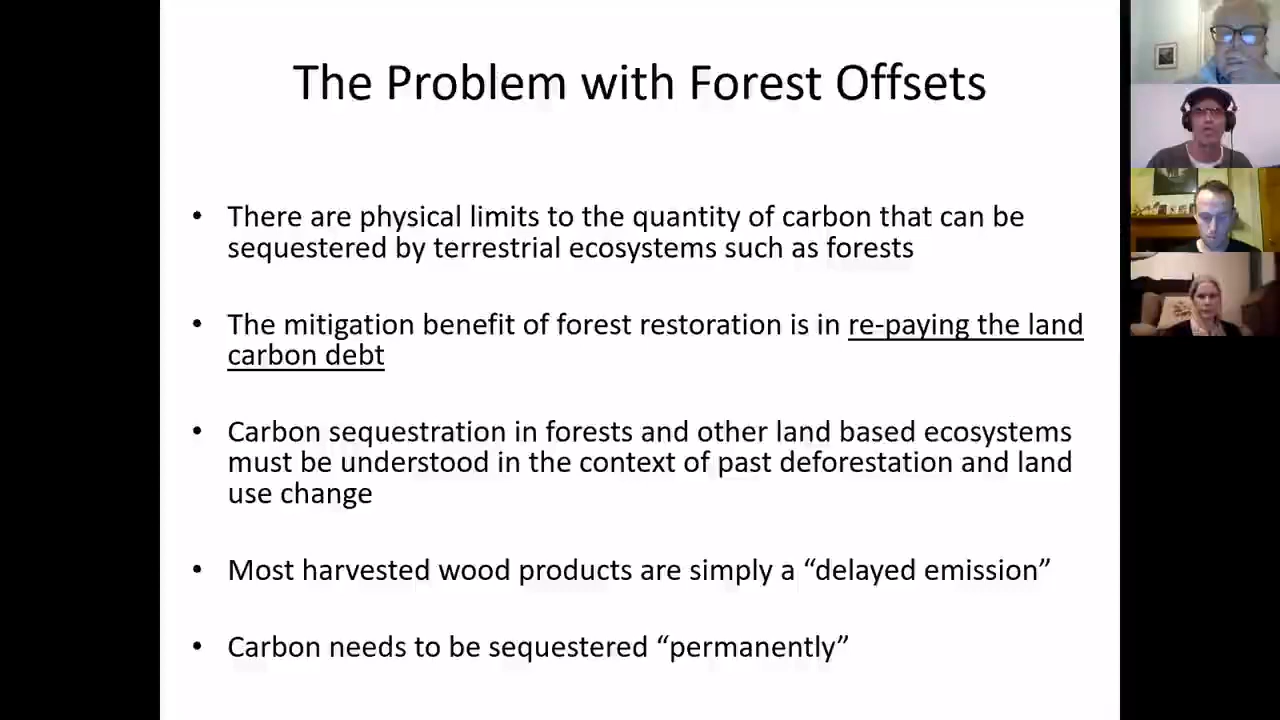 The Problem with Forest Offsets
• There are physical limits to the quantity of carbon that can be
sequestered by terrestrial ecosystems such as forests
• The mitigation benefit of forest restoration is in re-paying the land
carbon debt
• Carbon sequestration in forests and other land based ecosystems
must be understood in the context of past deforestation and land
use change
• Most harvested wood products are simply a “delayed emission”
• Carbon needs to be sequestered “permanently”